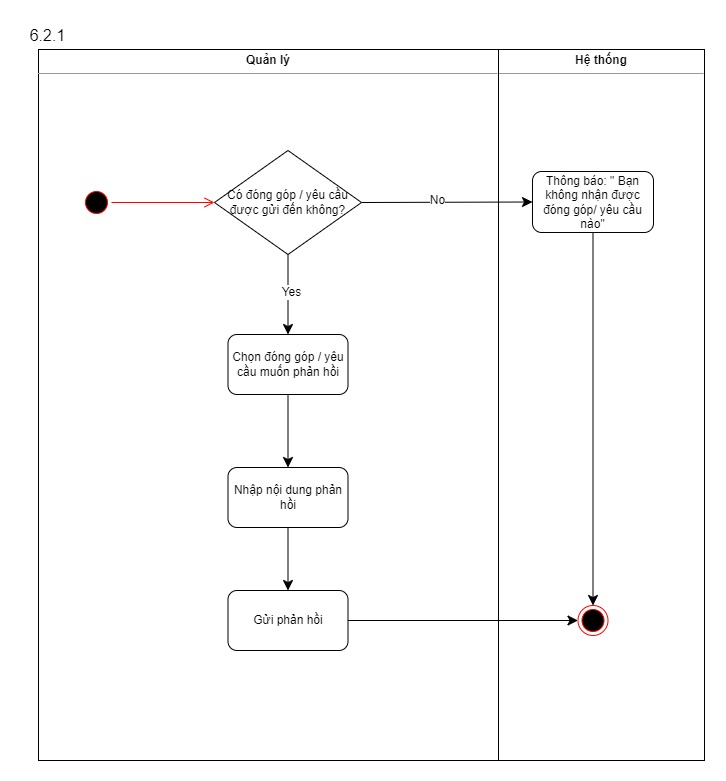 6.2.1
Quản lý
Hệ thống
Có đóng góp / yêu cầu
được gửi đến không?
No
Thông báo: " Bạn
không nhận được
đóng góp/ yêu cầu
nào"
Yes
Chọn đóng góp / yêu
cầu muốn phản hồi
Nhập nội dung phản
hồi
Gửi phản hồi